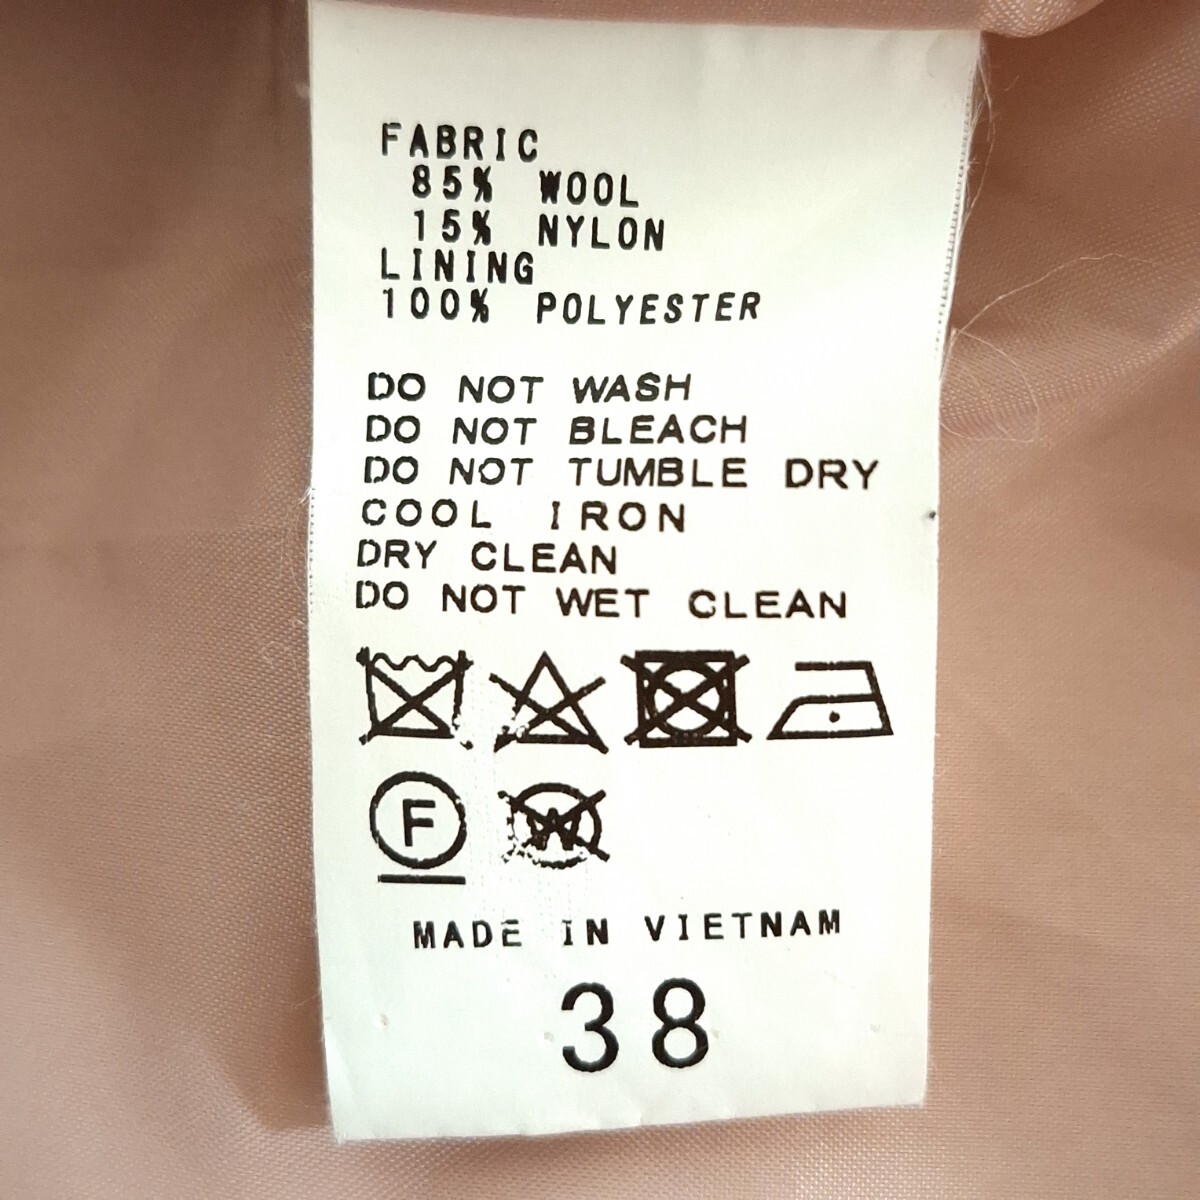 FABRIC
85% WOOL
15% NYLON
LINING
100% POLYESTER
DO NOT WASH
DO NOT BLEACH
DO NOT TUMBLE DRY
COOL IRON
DRY CLEAN
DO NOT WET CLEAN
F W
MADE IN VIETNAM
38